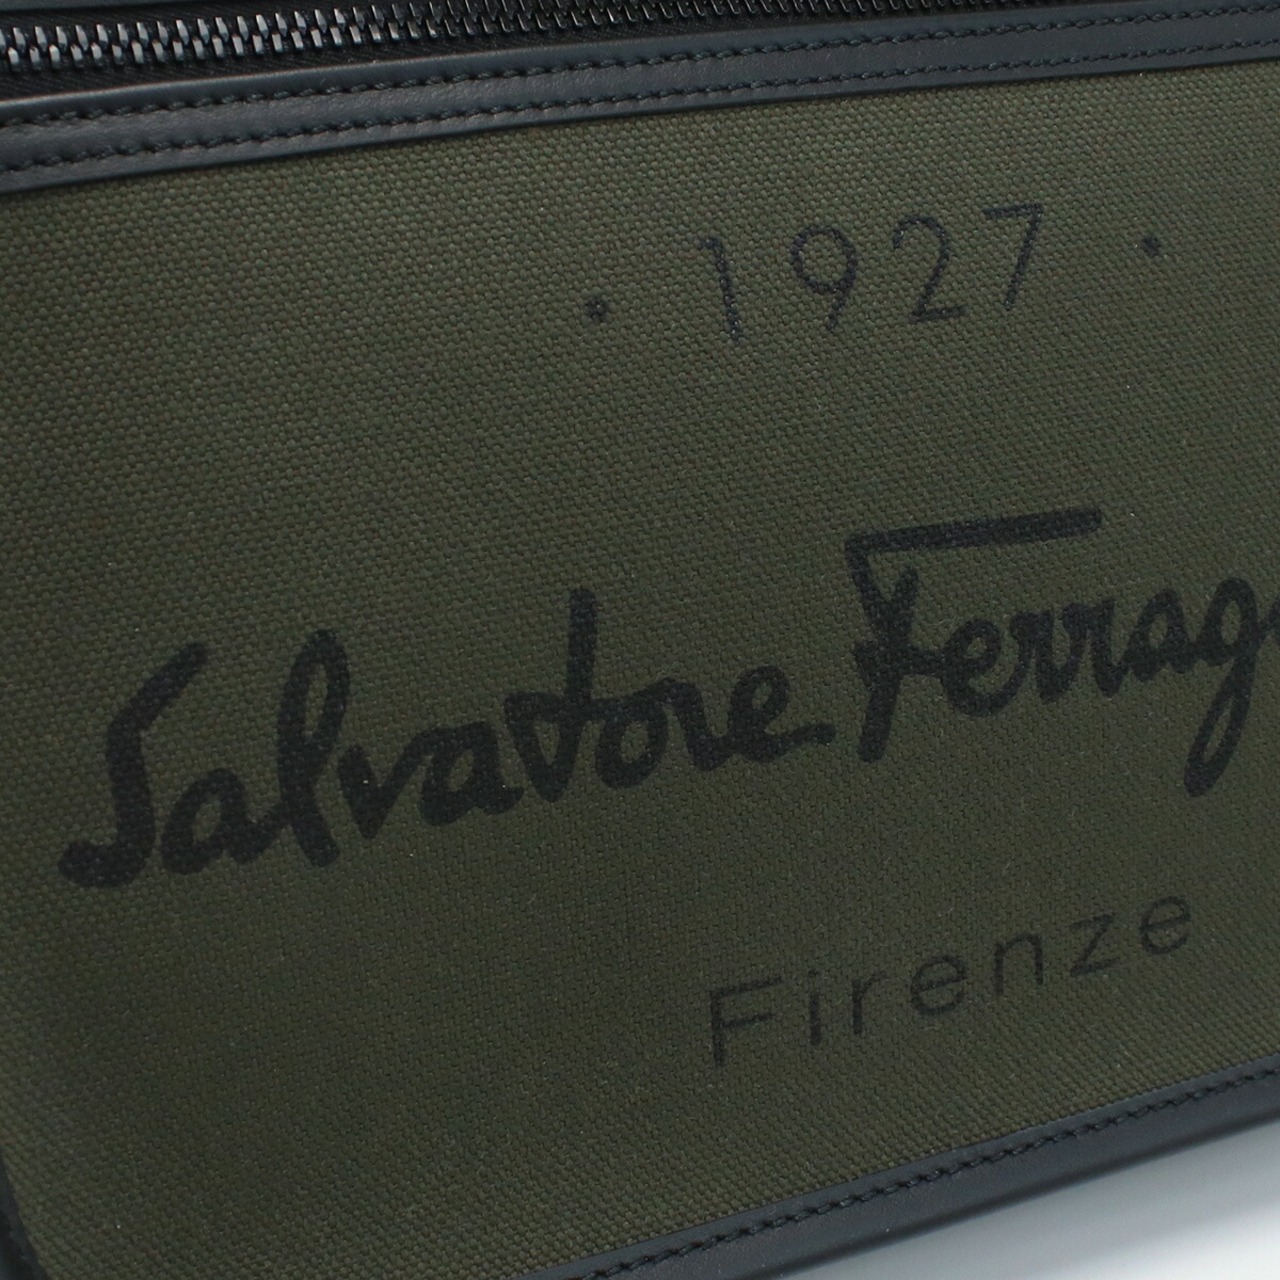 · 1927 ·
Salvatore Ferrag
Firenze